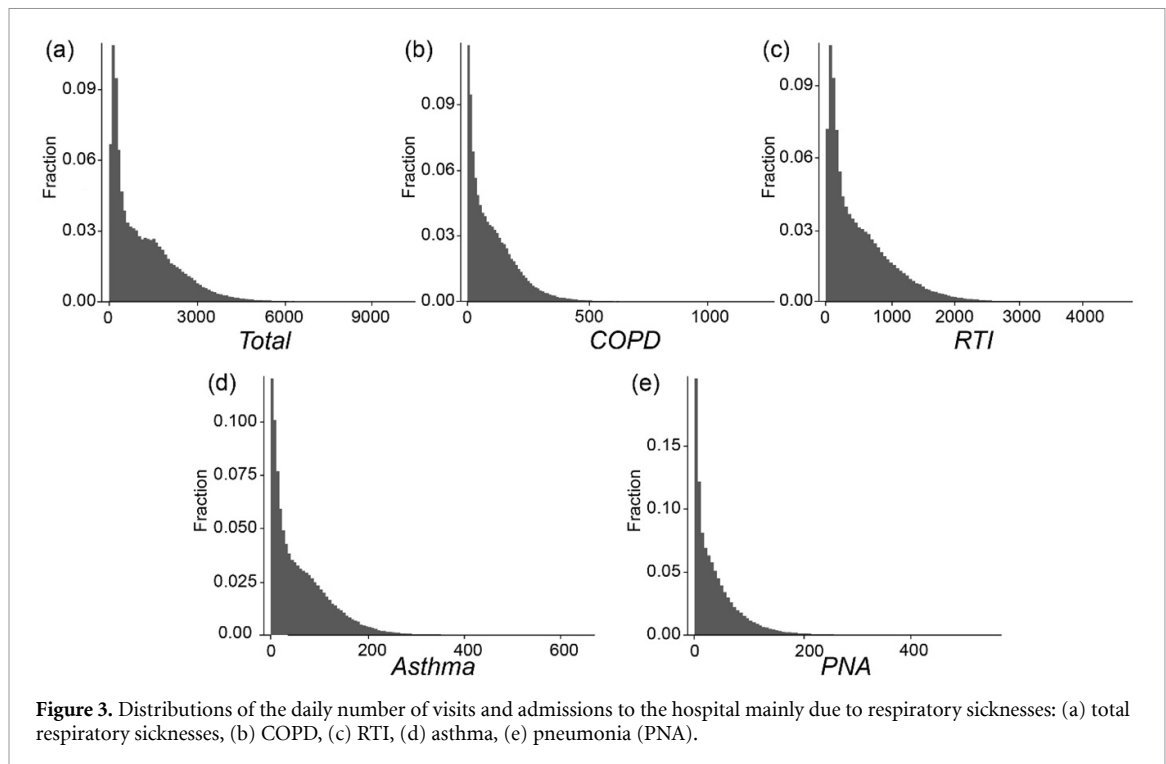 (a)
0.09
0.06
0.03
0.00
Fraction
0 3000 6000 9000
Total
(b)
0.09
0.06
0.03
0.00
Fraction
0 500 1000
COPD
(c)
0.09
0.06
0.03
0.00
Fraction
0 1000 2000 3000 4000
RTI
(d)
0.100
0.075
0.050
0.025
0.00
Fraction
0 200 400 600
Asthma
(e)
0.15
0.10
0.05
0.00
Fraction
0 200 400
PNA
Figure 3. Distributions of the daily number of visits and admissions to the hospital mainly due to respiratory sicknesses: (a) total
respiratory sicknesses, (b) COPD, (c) RTI, (d) asthma, (e) pneumonia (PNA).